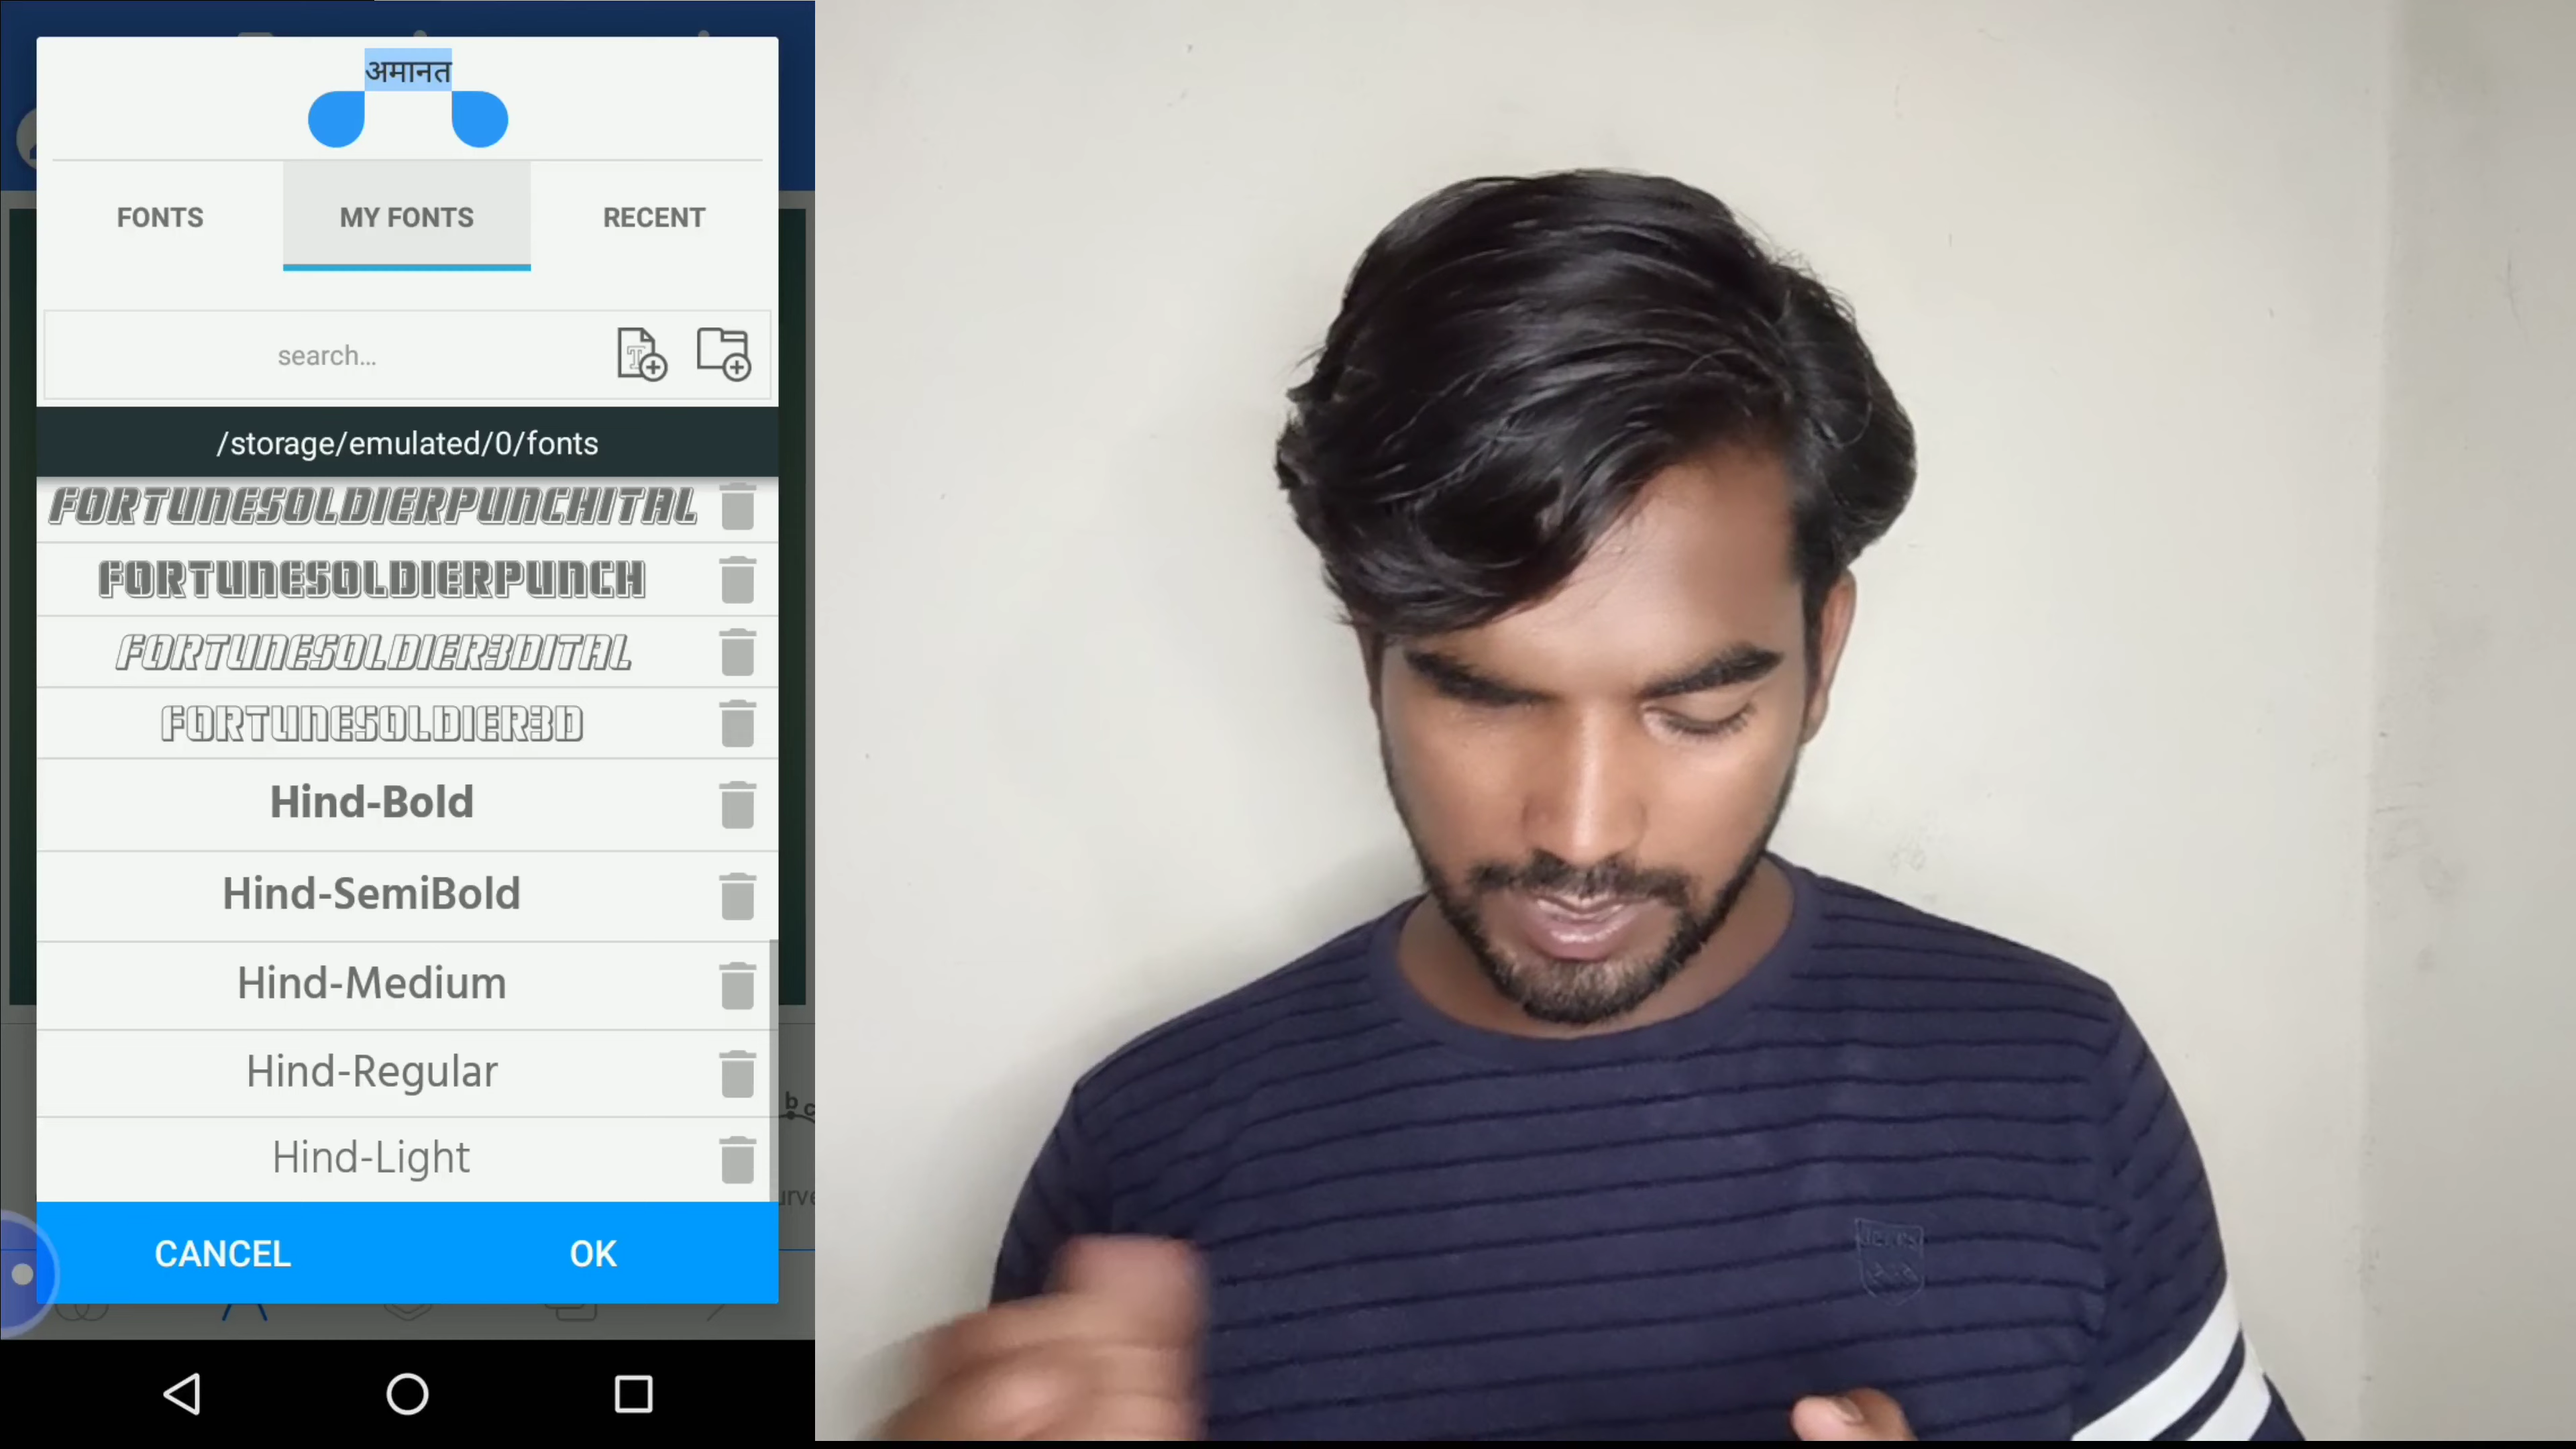 अमानत
FONTS MY FONTS RECENT
search...
/storage/emulated/0/fonts
FORTUNESOLDIERPUNCHITAL
FORTUNESOLDIERPUNCH
FORTUNESOLDIER3DITAL
FORTUNESOLDIER3D
Hind-Bold
Hind-SemiBold
Hind-Medium
Hind-Regular
Hind-Light
CANCEL OK